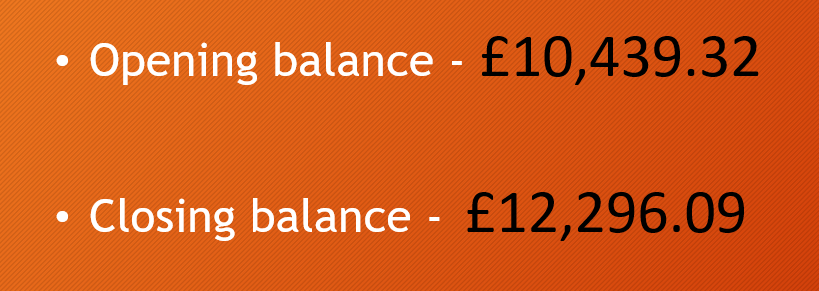 • Opening balance - £10,439.32
• Closing balance - £12,296.09